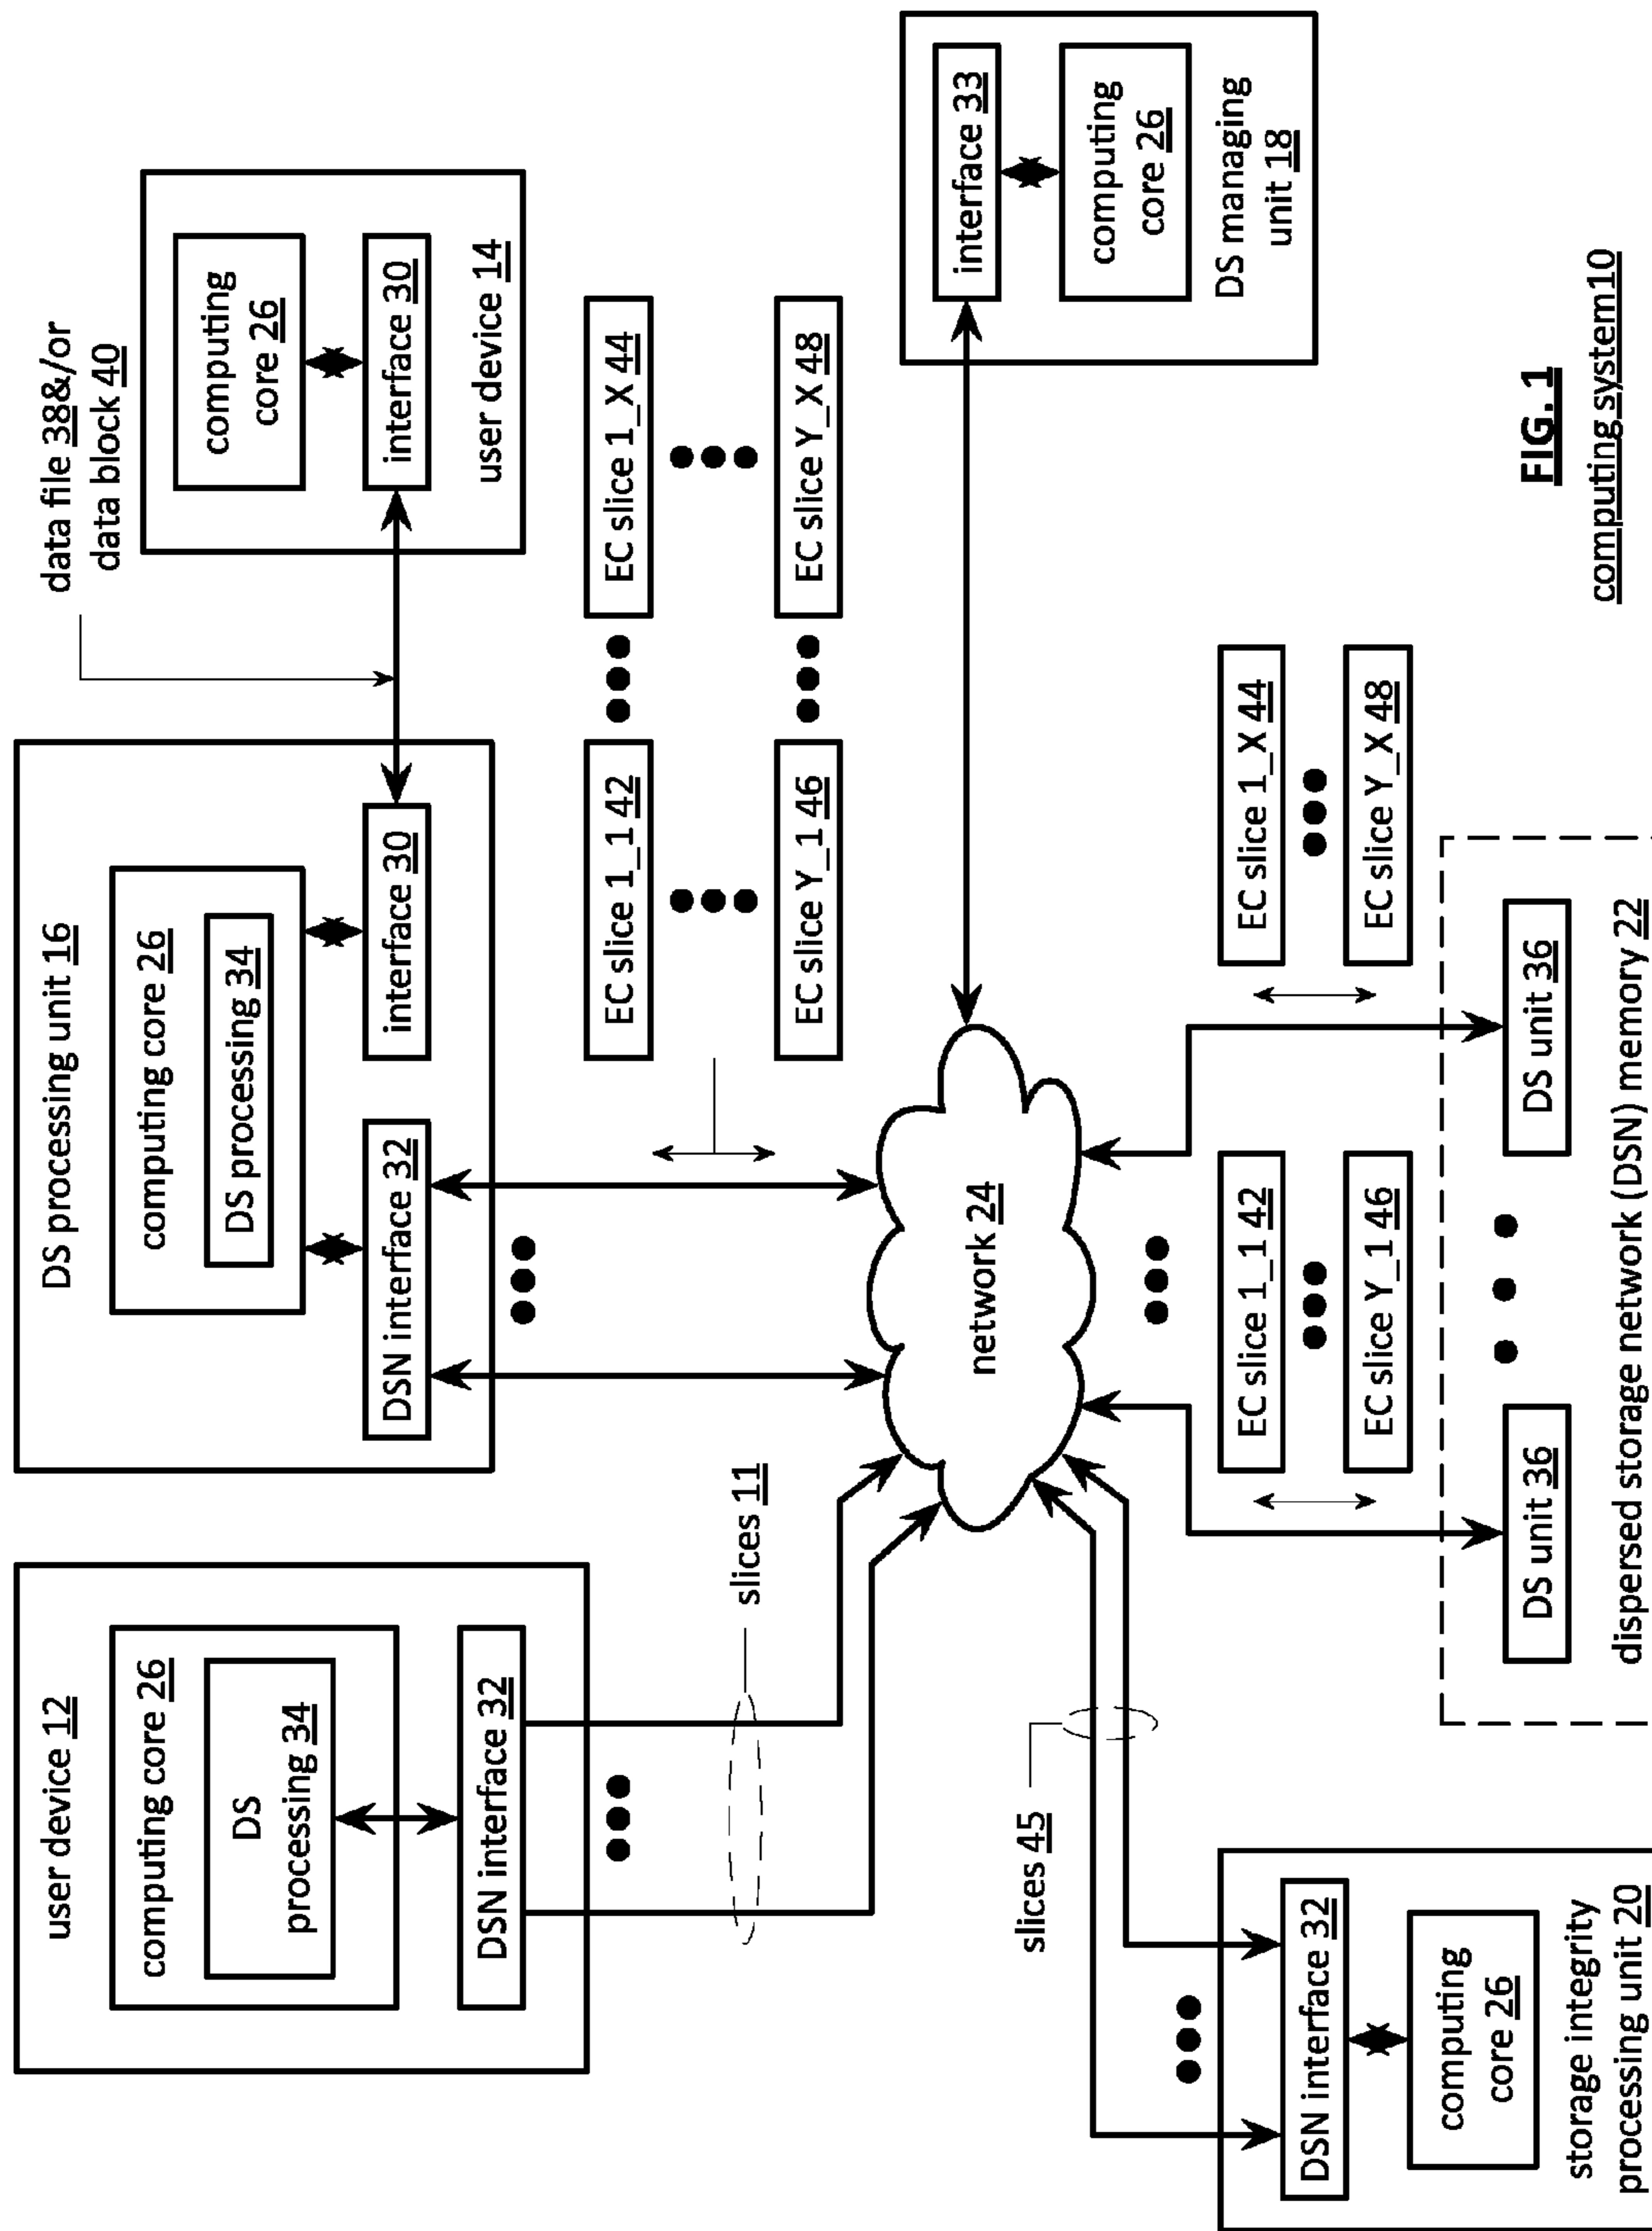 user device 12
computing core 26
DS
processing 34
DSN interface 32
slices 11
DS processing unit 16
computing core 26
DS processing 34
DSN interface 32
interface 30
data file 38&/or
data block 40
computing
core 26
interface 30
user device 14
EC slice 1_1 42
EC slice 1_X 44
EC slice Y_1 46
EC slice Y_X 48
network 24
interface 33
computing
core 26
DS managing
unit 18
slices 45
DSN interface 32
computing
core 26
storage integrity
processing unit 20
EC slice 1_1 42
EC slice Y_1 46
EC slice 1_X 44
EC slice Y_X 48
DS unit 36
DS unit 36
dispersed storage network (DSN) memory 22
FIG. 1
computing system10